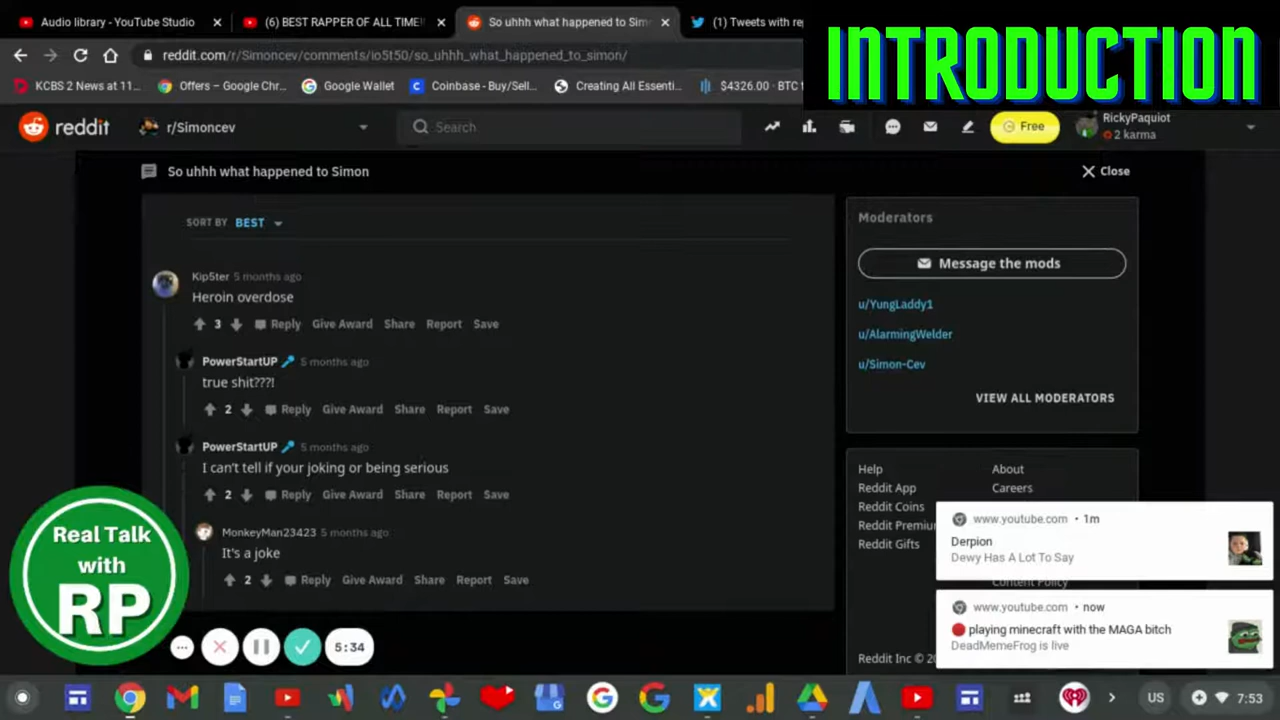 Audio library - YouTube Studio
(6) BEST RAPPER OF ALL TIME!!
So uhhh what happened to Sim
(1) Tweets with rep
INTRODUCTION
reddit.com/r/Simoncev/comments/io5t50/so_uhhh_what_happened_to_simon/
KCBS 2 News at 11...
Offers – Google Chr...
Google Wallet
Coinbase - Buy/Sell...
Creating All Essenti...
$4326.00 · BTC t
reddit
r/Simoncev
Search
Free
RickyPaquiot
2 karma
So uhhh what happened to Simon
Close
SORT BY BEST
Kip5ter 5 months ago
Heroin overdose
3 Reply Give Award Share Report Save
PowerStartUP 5 months ago
true shit???!
2 Reply Give Award Share Report Save
PowerStartUP 5 months ago
I can't tell if your joking or being serious
2 Reply Give Award Share Report Save
MonkeyMan23423 5 months ago
It's a joke
2 Reply Give Award Share Report Save
Moderators
Message the mods
u/YungLaddy1
u/AlarmingWelder
u/Simon-Cev
VIEW ALL MODERATORS
Help
About
Reddit App
Careers
Reddit Coins
Reddit Premiu
Reddit Gifts
Content Policy
Reddit Inc © 20
www.youtube.com • 1m
Derpion
Dewy Has A Lot To Say
www.youtube.com • now
playing minecraft with the MAGA bitch
DeadMemeFrog is live
Real Talk
with
RP
5:34
US
7:53